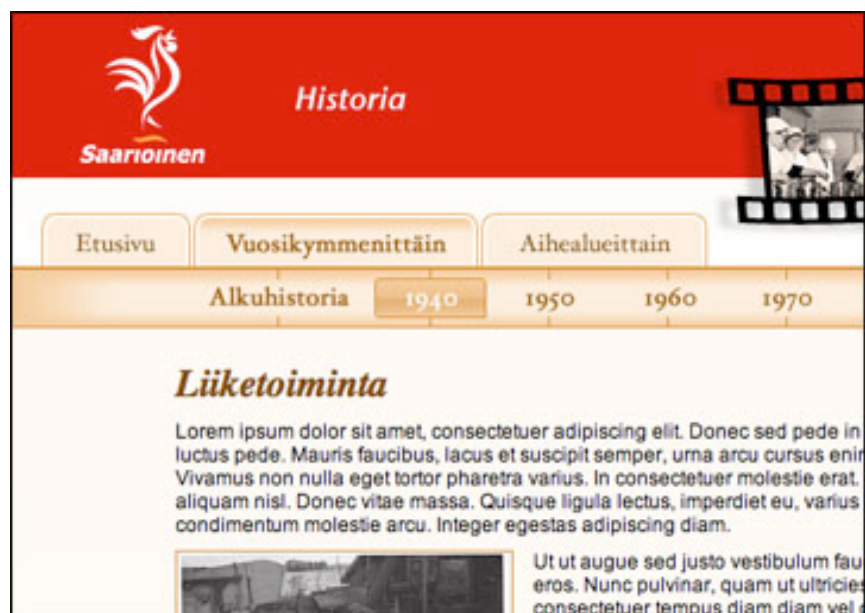 Historia
Saarioinen
Etusivu Vuosikymmenittäin Aihealueittain
Alkuhistoria 1940 1950 1960 1970
Liiketoiminta
Lorem ipsum dolor sit amet, consectetuer adipiscing elit. Donec sed pede in
luctus pede. Mauris faucibus, lacus et suscipit semper, urna arcu cursus enim
Vivamus non nulla eget tortor pharetra varius. In consectetuer molestie erat.
aliquam nisl. Donec vitae massa. Quisque ligula lectus, imperdiet eu, varius
condimentum molestie arcu. Integer egestas adipiscing diam.
Ut ut augue sed justo vestibulum fau
eros. Nunc pulvinar, quam ut ultricies
consectetuer tempus diam diam vel